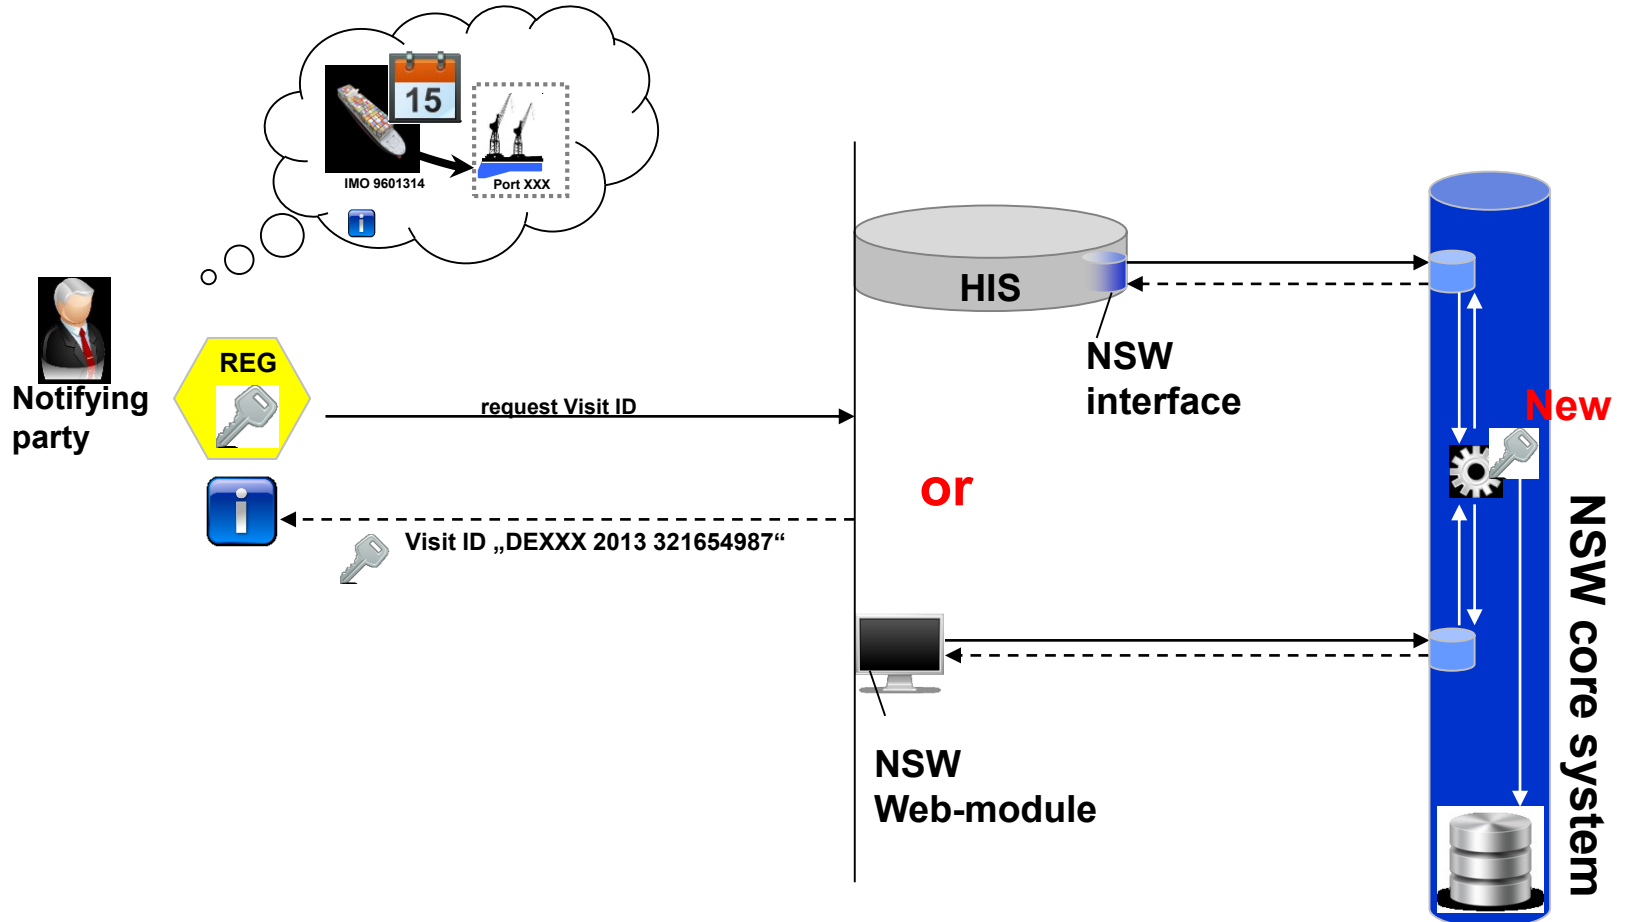 15
IMO 9601314
Port XXX
HIS
NSW
interface
REG
Notifying
party
request Visit ID
New
or
Visit ID „DEXXX 2013 321654987“
NSW core system
NSW
Web-module